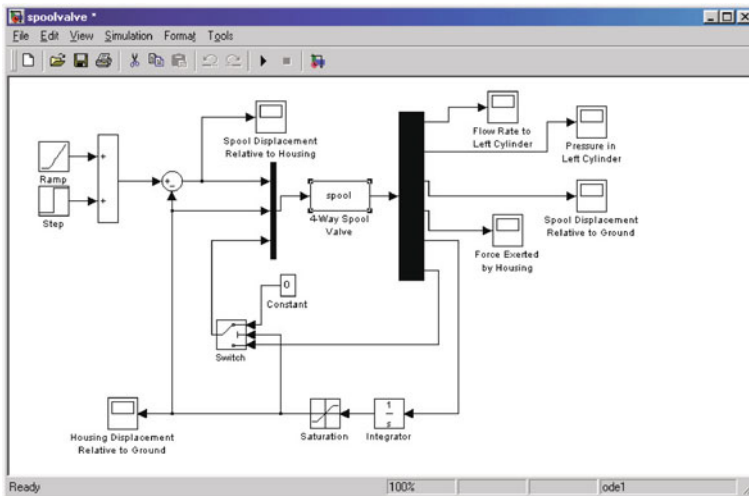 spoolvalve *
File Edit View Simulation Format Tools
Spool Displacement
Relative to Housing
Flow Rate to
Left Cylinder
Pressure in
Left Cylinder
Ramp
+
+
Step
+
-
spool
4-Way Spool
Valve
Spool Displacement
Relative to Ground
Force Exerted
by Housing
0
Constant
Switch
Housing Displacement
Relative to Ground
Saturation
1
s
Integrator
Ready 100% ode1